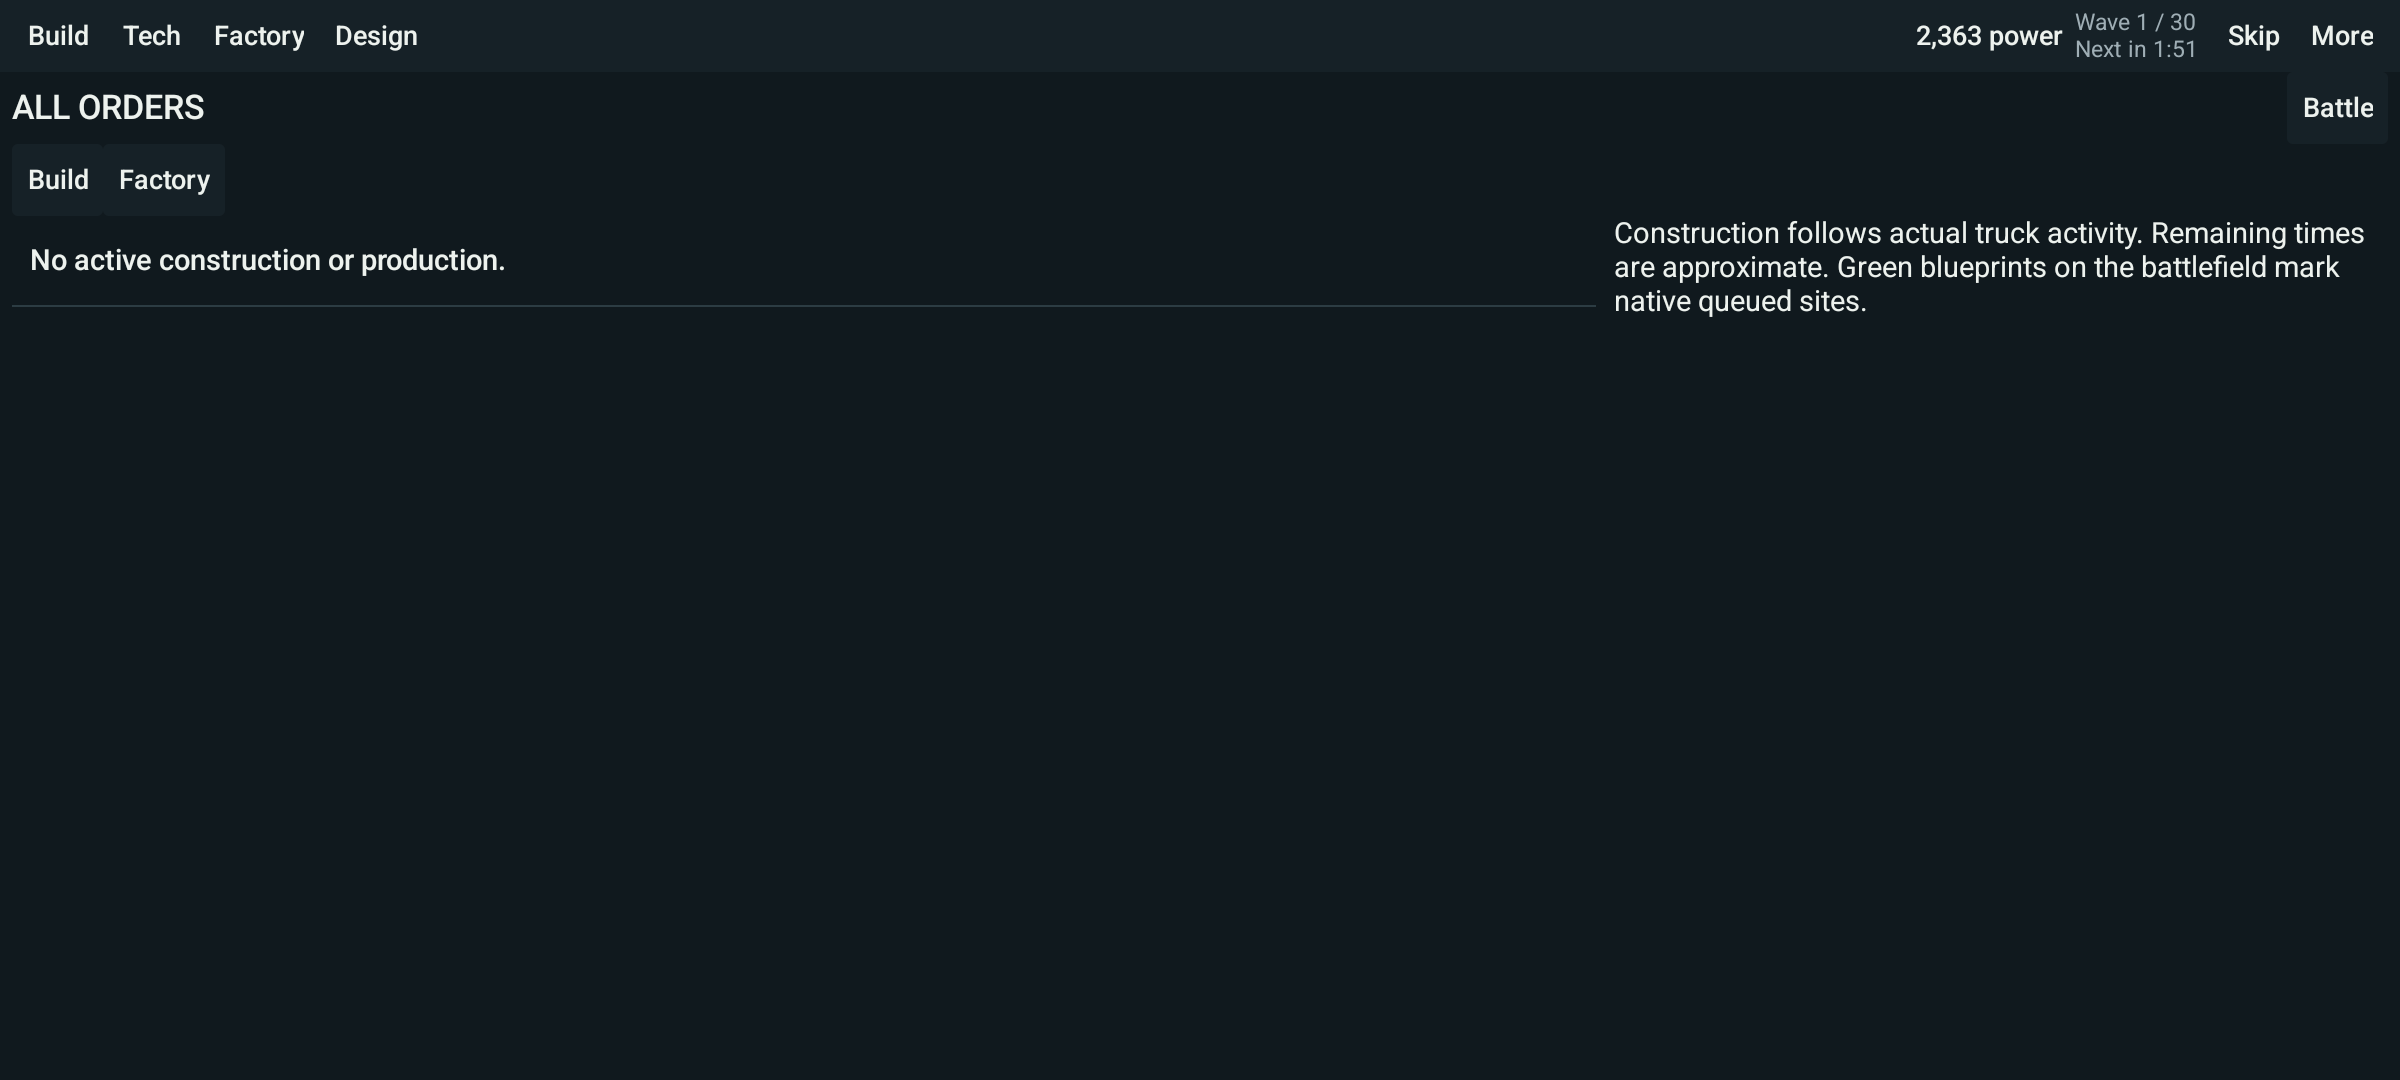 Build Tech Factory Design 2,363 power Wave 1 / 30 Skip More
Next in 1:51
ALL ORDERS Battle
Build Factory
No active construction or production.
Construction follows actual truck activity. Remaining times
are approximate. Green blueprints on the battlefield mark
native queued sites.